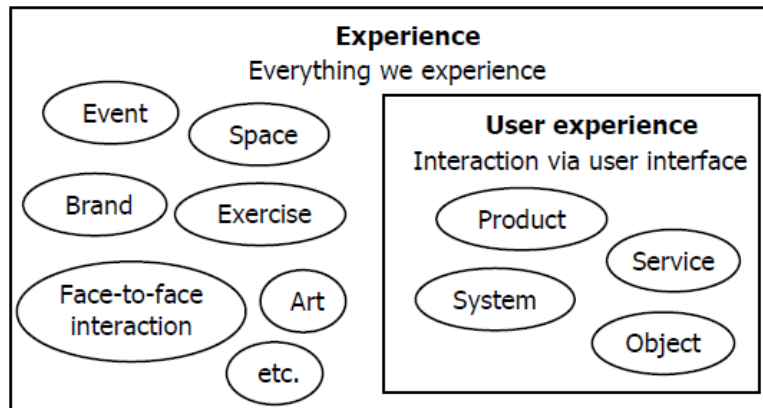 Experience
Everything we experience
Event
Space
Brand
Exercise
Face-to-face
interaction
Art
etc.
User experience
Interaction via user interface
Product
Service
System
Object